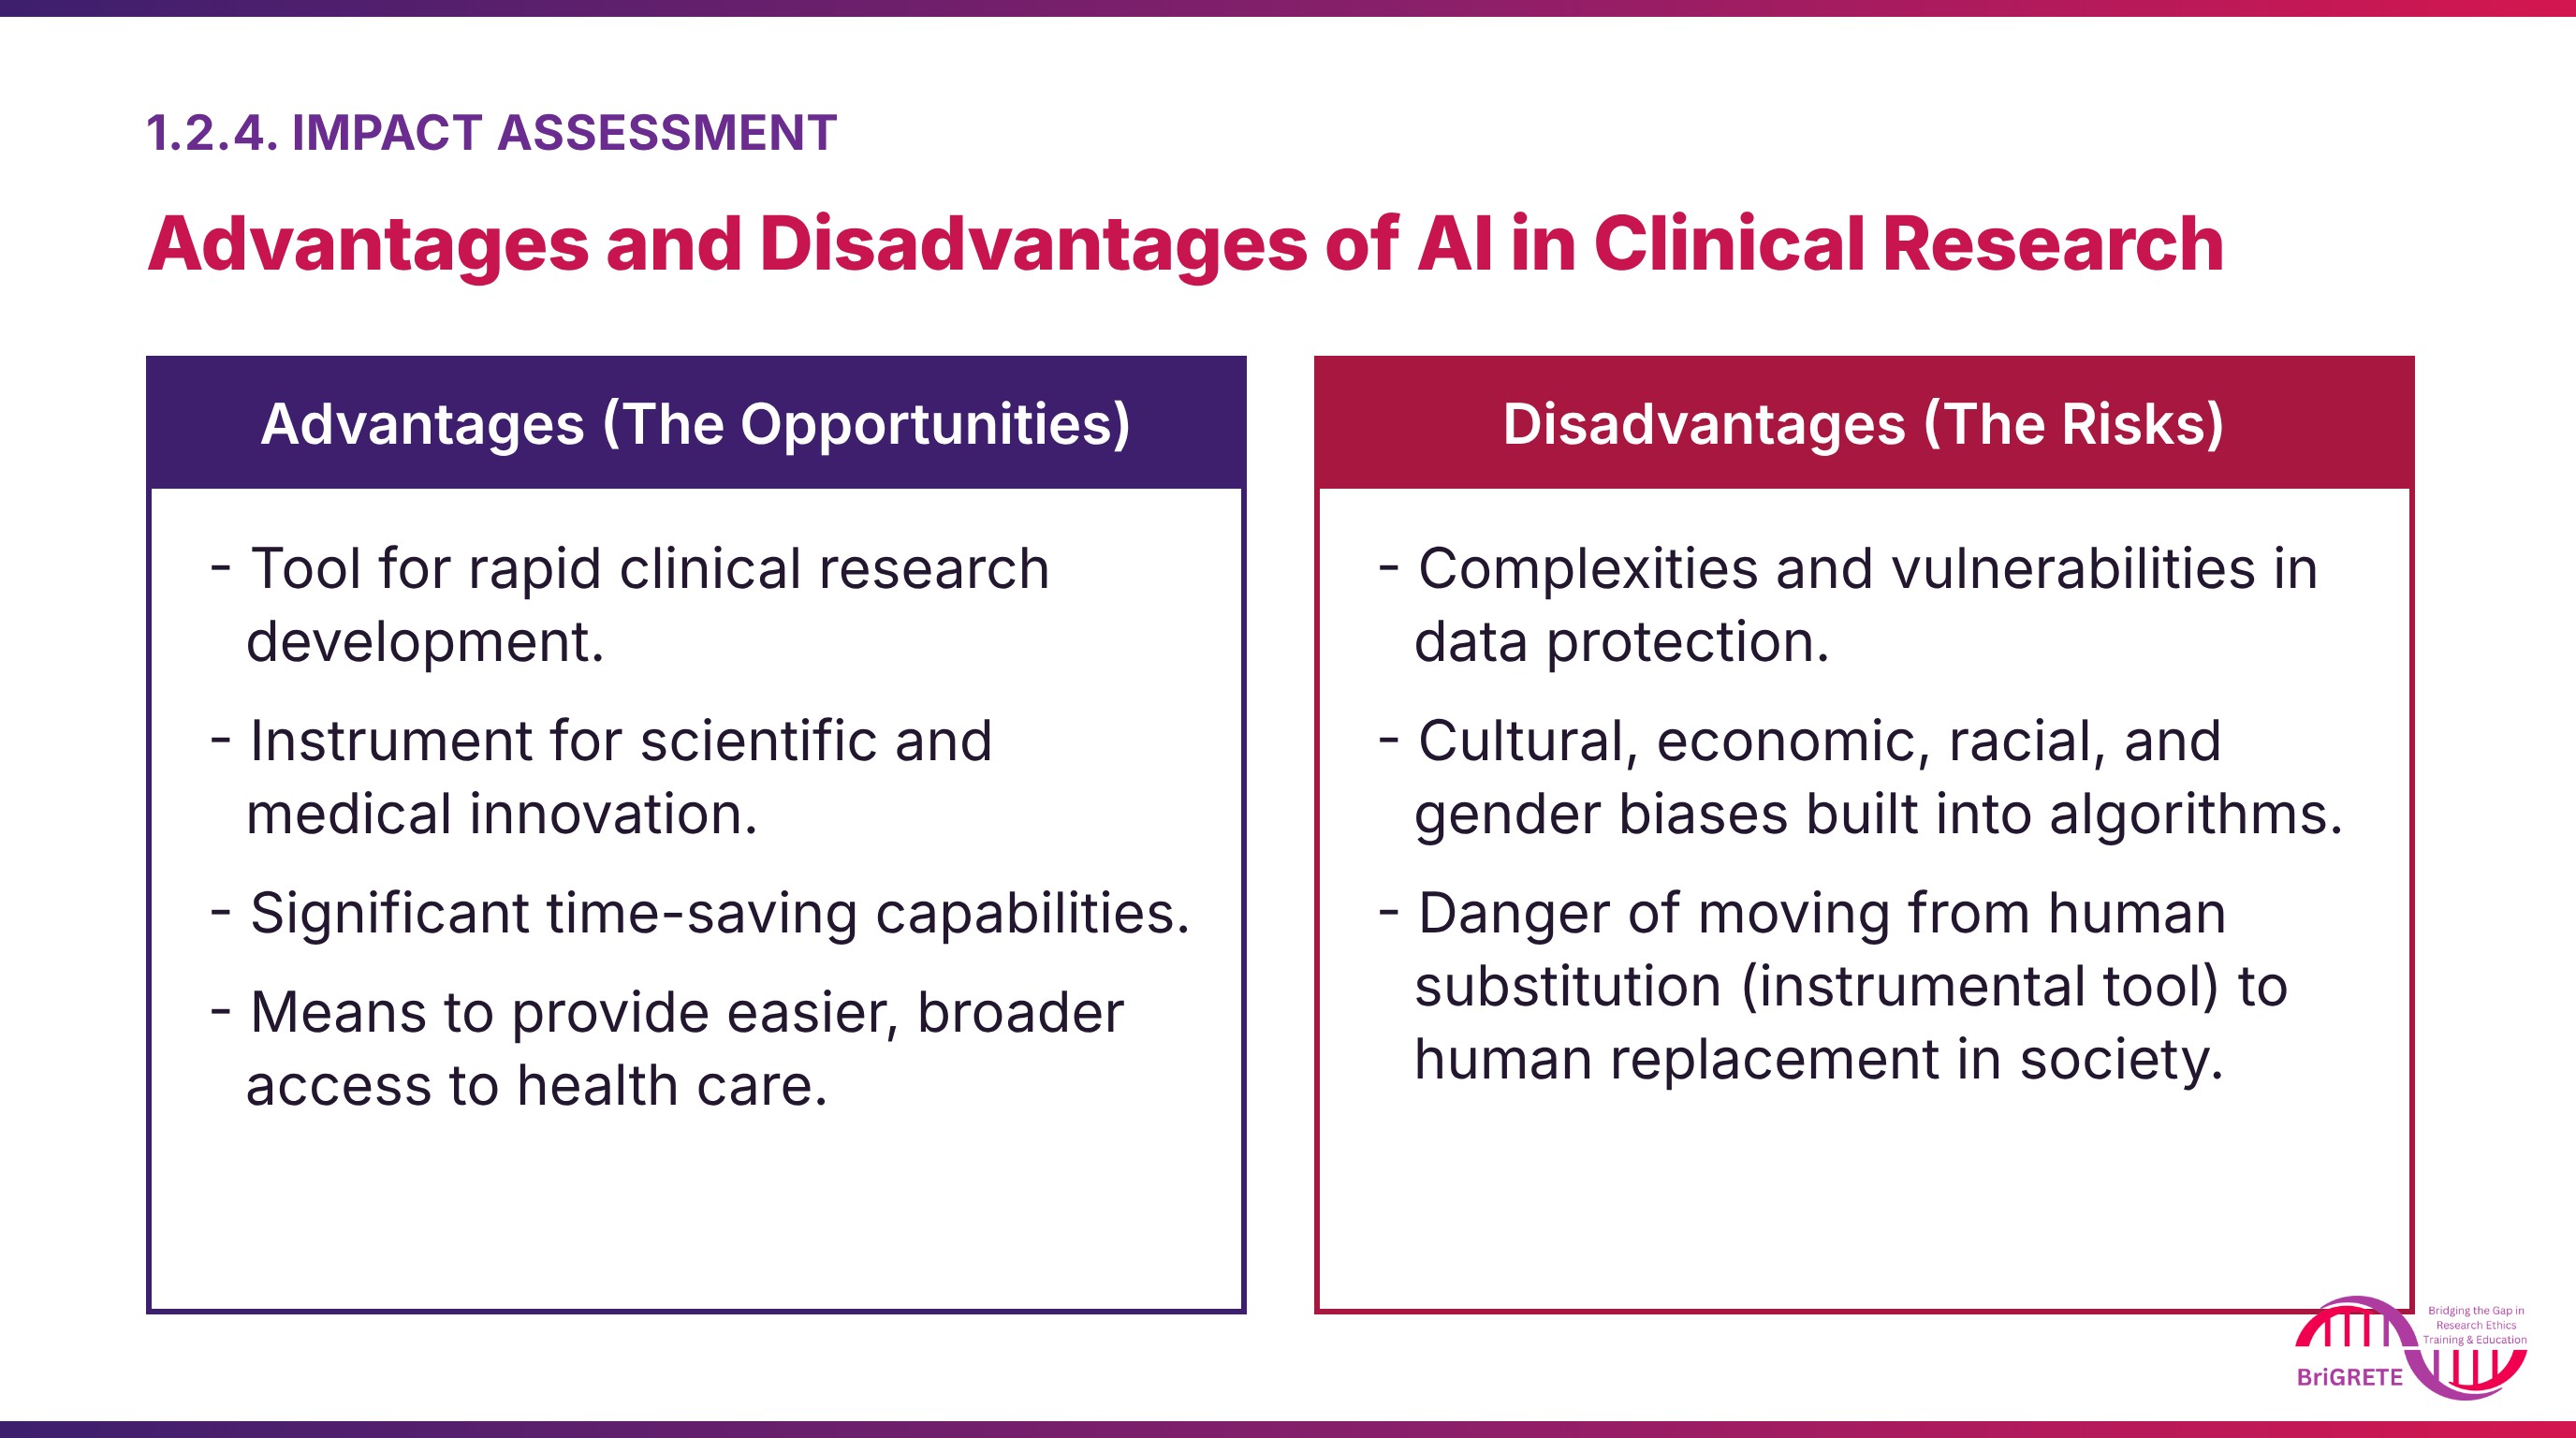 1.2.4. IMPACT ASSESSMENT
Advantages and Disadvantages of AI in Clinical Research
Advantages (The Opportunities)
- Tool for rapid clinical research
development.
- Instrument for scientific and
medical innovation.
- Significant time-saving capabilities.
- Means to provide easier, broader
access to health care.
Disadvantages (The Risks)
- Complexities and vulnerabilities in
data protection.
- Cultural, economic, racial, and
gender biases built into algorithms.
- Danger of moving from human
substitution (instrumental tool) to
human replacement in society.
Bridging the Gap in
Research Ethics
Training & Education
BriGRETE